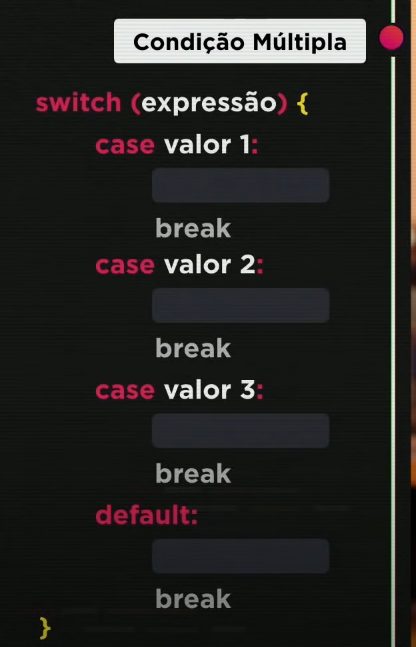 Condição Múltipla
switch (expressão) {
case valor 1:
break
case valor 2:
break
case valor 3:
break
default:
break
}